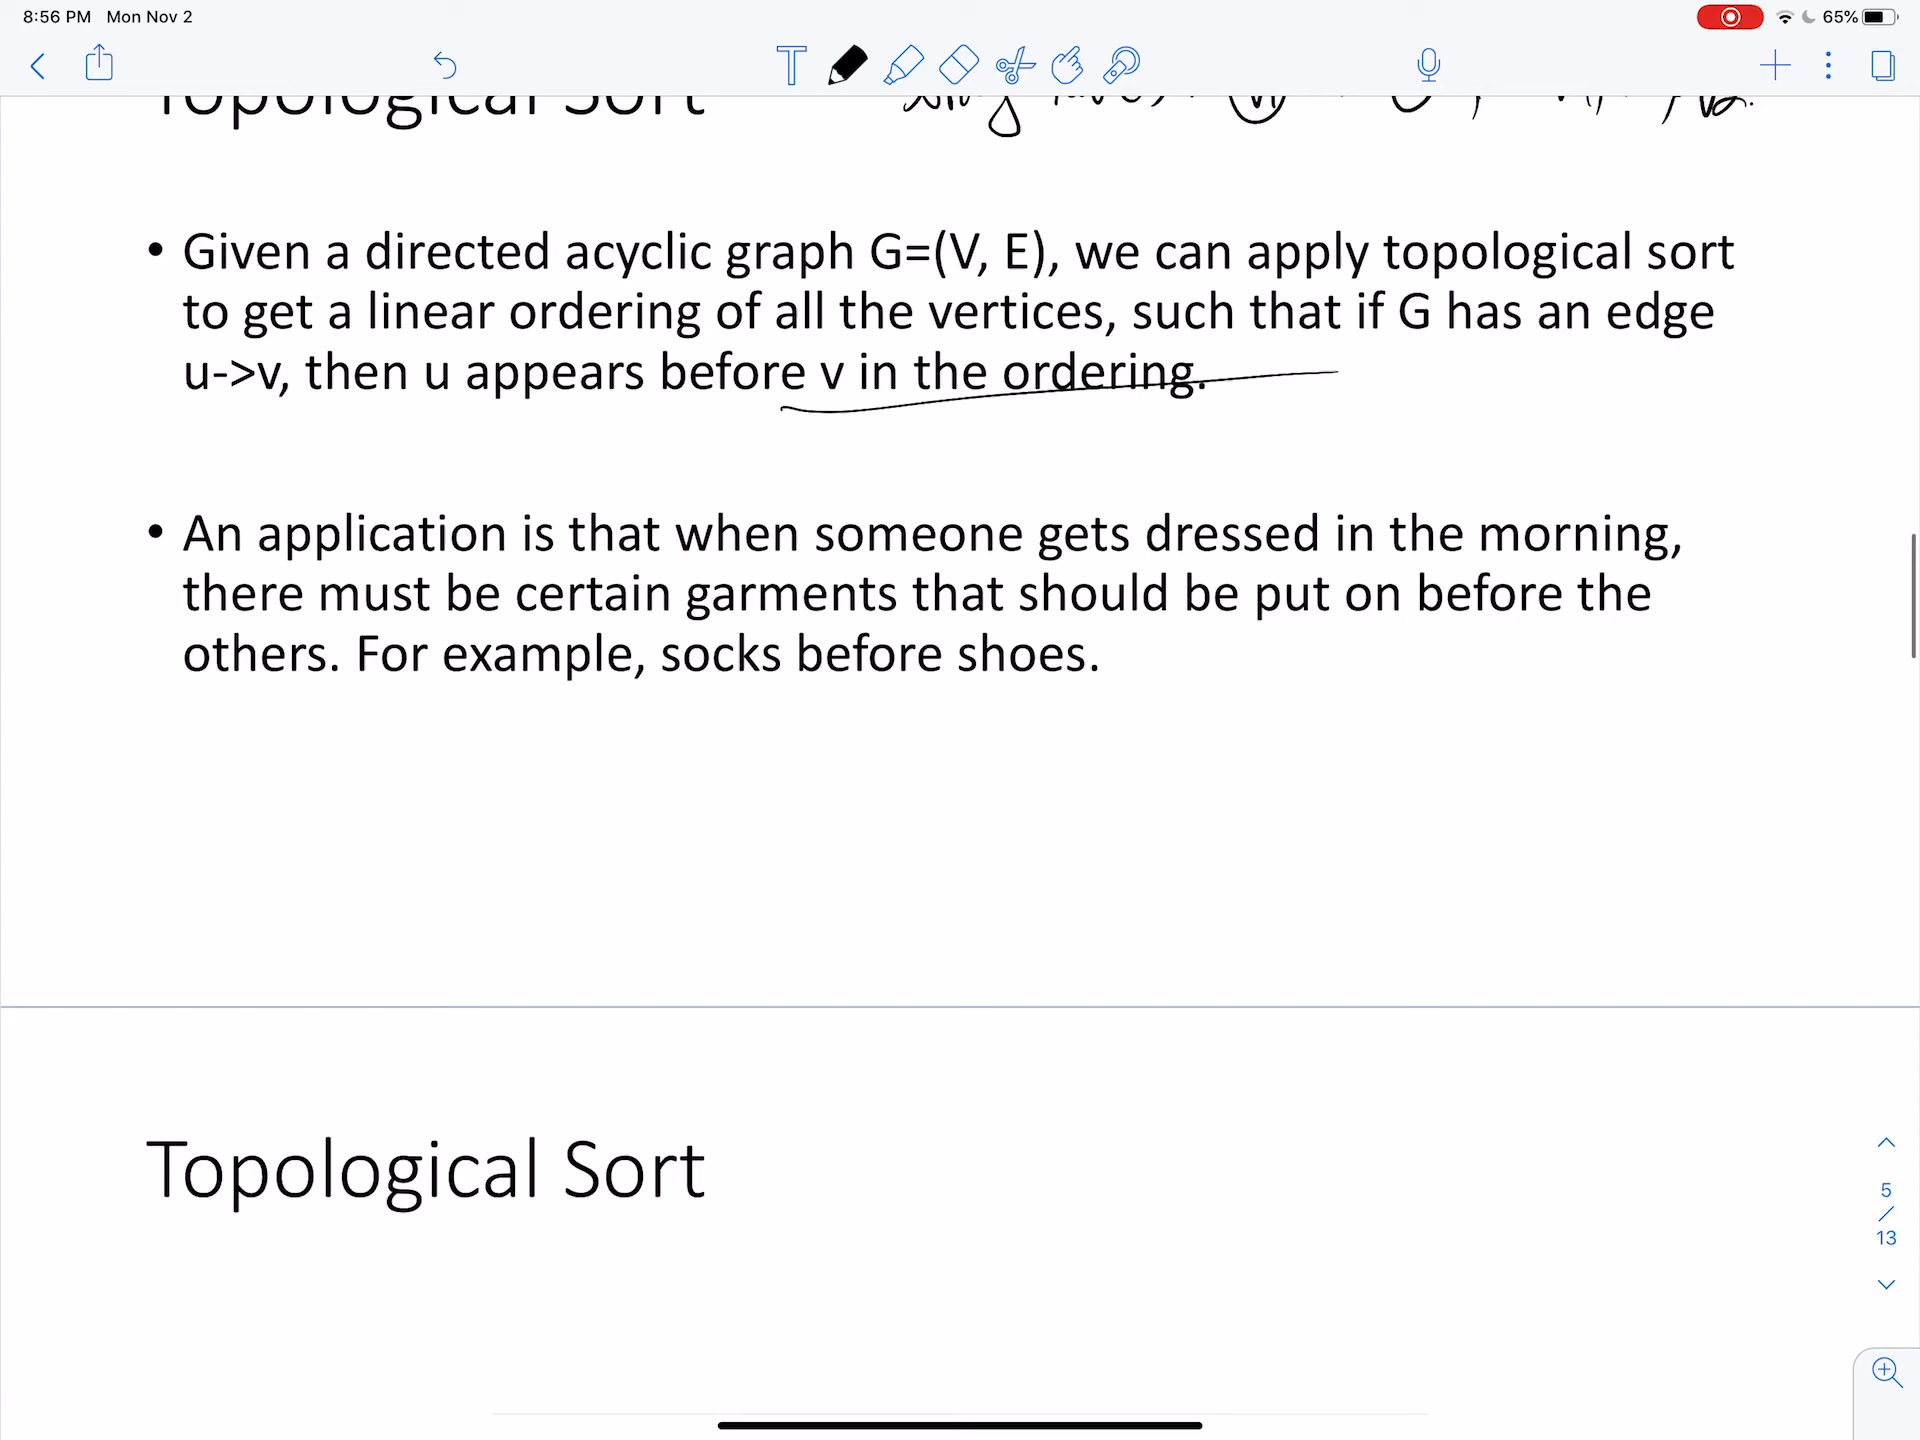 8:56 PM Mon Nov 2
65%
Topological Sort
• Given a directed acyclic graph G=(V, E), we can apply topological sort
to get a linear ordering of all the vertices, such that if G has an edge
u->v, then u appears before v in the ordering.
• An application is that when someone gets dressed in the morning,
there must be certain garments that should be put on before the
others. For example, socks before shoes.
Topological Sort
5
/
13